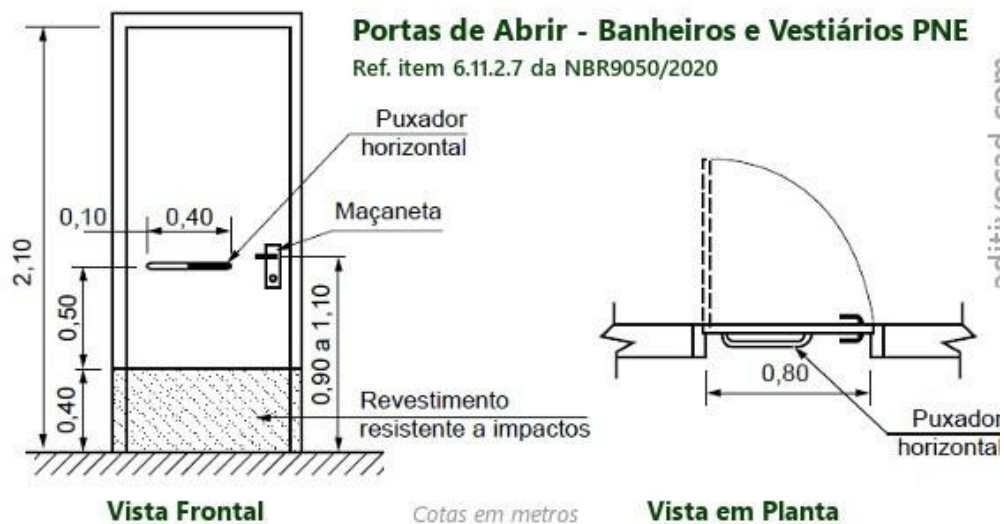 Portas de Abrir - Banheiros e Vestiários PNE
Ref. item 6.11.2.7 da NBR9050/2020
Puxador
horizontal
0,10
0,40
Maçaneta
2,10
0,50
0,90 a 1,10
0,40
Revestimento
resistente a impactos
0,80
Puxador
horizontal
Vista Frontal
Cotas em metros
Vista em Planta